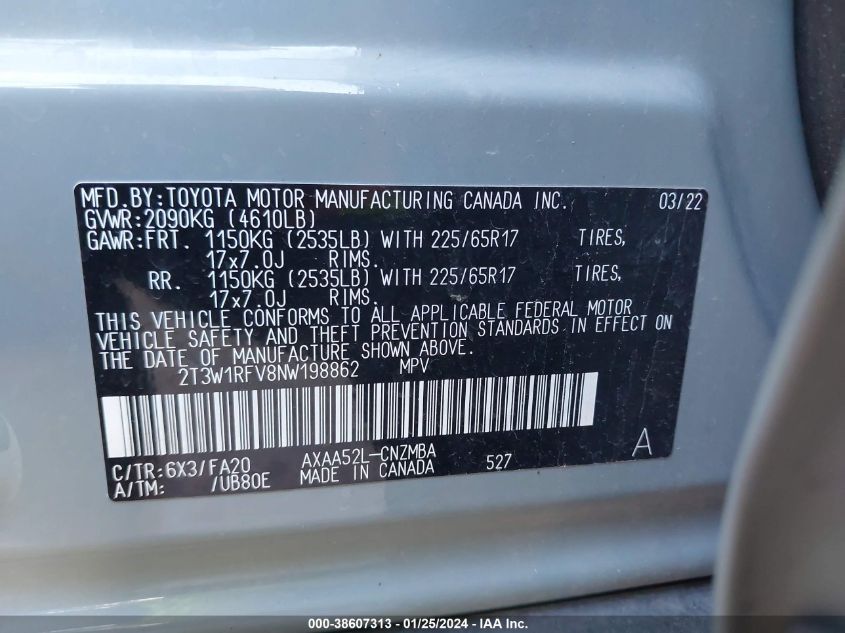 MFD.BY:TOYOTA MOTOR MANUFACTURING CANADA INC. 03/22
GVWR:2090KG (4610LB)
GAWR:FRT. 1150KG (2535LB) WITH 225/65R17 TIRES,
17x7.0J RIMS.
RR. 1150KG (2535LB) WITH 225/65R17 TIRES,
17x7.0J RIMS.
THIS VEHICLE CONFORMS TO ALL APPLICABLE FEDERAL MOTOR
VEHICLE SAFETY AND THEFT PREVENTION STANDARDS IN EFFECT ON
THE DATE OF MANUFACTURE SHOWN ABOVE.
2T3W1RFV8NW198862 MPV
C/TR:6X3/FA20 AXAA52L-CNZMBA A
A/TM: /UB80E MADE IN CANADA 527
000-38607313 - 01/25/2024 - IAA Inc.